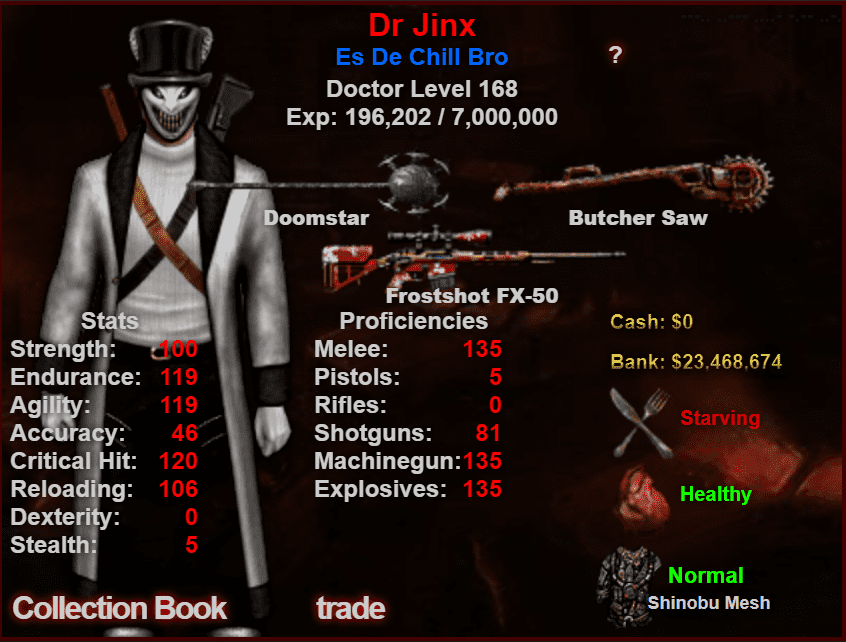 Dr Jinx
Es De Chill Bro
?
Doctor Level 168
Exp: 196,202 / 7,000,000
Doomstar
Butcher Saw
Frostshot FX-50
Stats
Strength: 100
Endurance: 119
Agility: 119
Accuracy: 46
Critical Hit: 120
Reloading: 106
Dexterity: 0
Stealth: 5
Proficiencies
Melee: 135
Pistols: 5
Rifles: 0
Shotguns: 81
Machinegun: 135
Explosives: 135
Cash: $0
Bank: $23,468,674
Starving
Healthy
Normal
Shinobu Mesh
Collection Book
trade